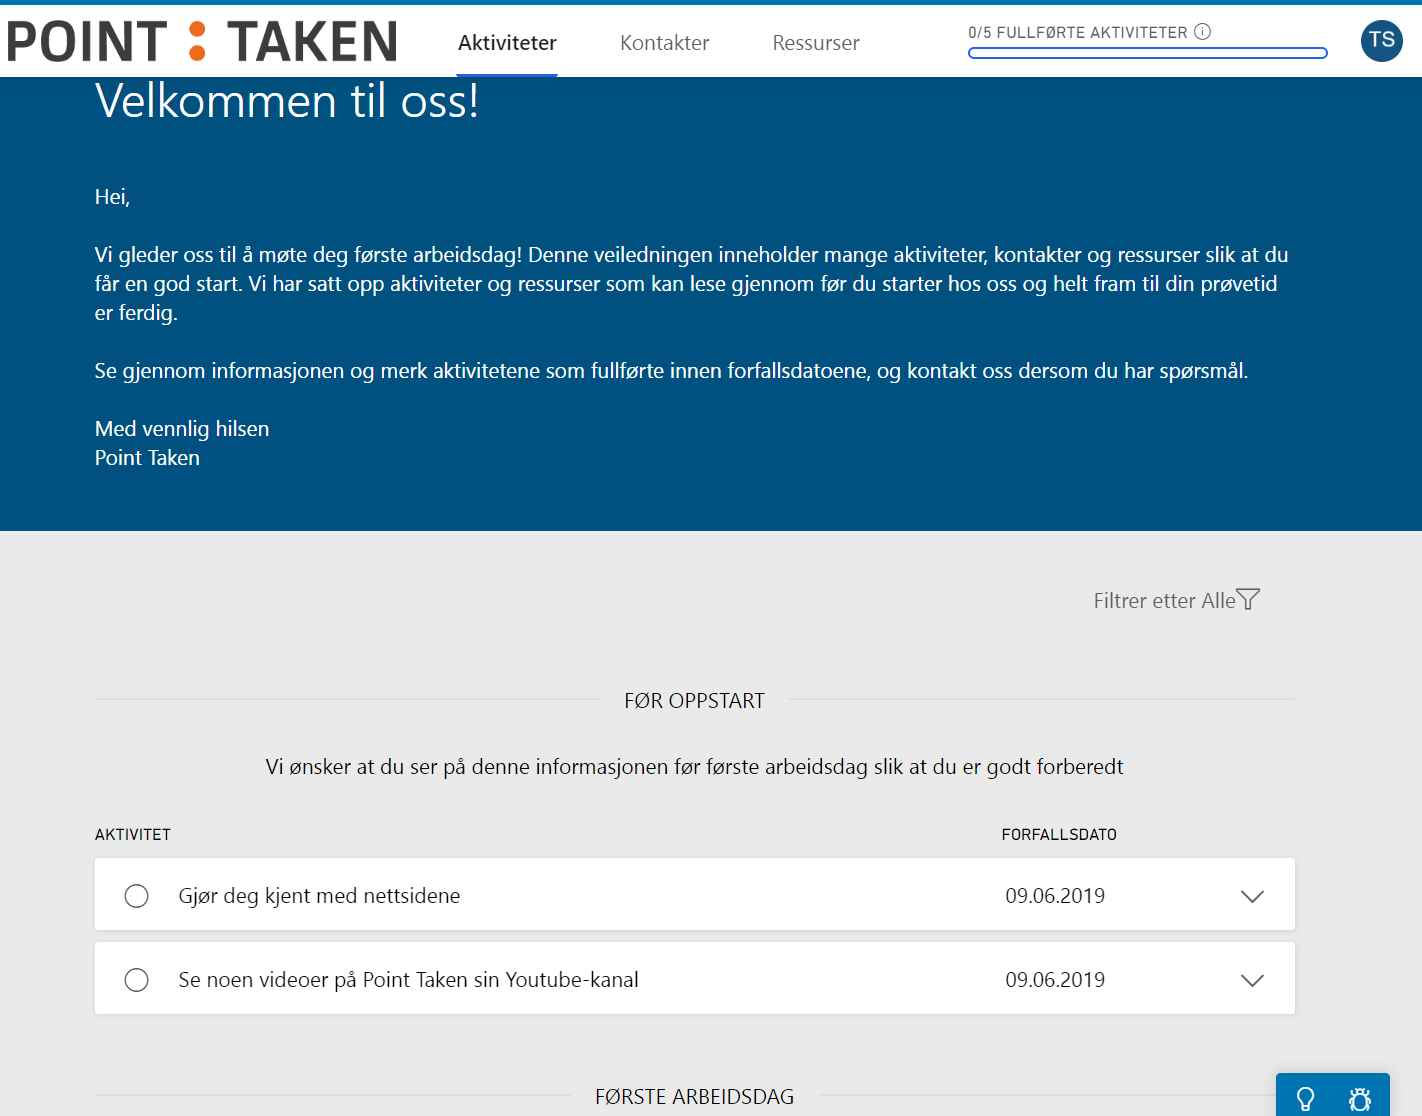 POINT : TAKEN
Aktiviteter
Kontakter
Ressurser
0/5 FULLFØRTE AKTIVITETER
TS
Velkommen til oss!
Hei,
Vi gleder oss til å møte deg første arbeidsdag! Denne veiledningen inneholder mange aktiviteter, kontakter og ressurser slik at du
får en god start. Vi har satt opp aktiviteter og ressurser som kan lese gjennom før du starter hos oss og helt fram til din prøvetid
er ferdig.
Se gjennom informasjonen og merk aktivitetene som fullførte innen forfallsdatoene, og kontakt oss dersom du har spørsmål.
Med vennlig hilsen
Point Taken
Filtrer etter Alle
FØR OPPSTART
Vi ønsker at du ser på denne informasjonen før første arbeidsdag slik at du er godt forberedt
AKTIVITET
FORFALLSDATO
Gjør deg kjent med nettsidene
09.06.2019
Se noen videoer på Point Taken sin Youtube-kanal
09.06.2019
FØRSTE ARBEIDSDAG